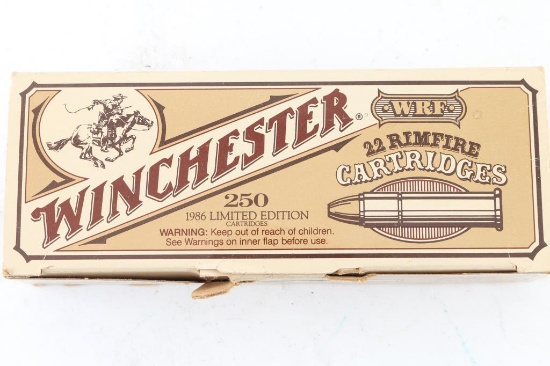 WINCHESTER®
250
1986 LIMITED EDITION
CARTRIDGES
WARNING: Keep out of reach of children.
See Warnings on inner flap before use.
WRF
22 RIMFIRE
CARTRIDGES